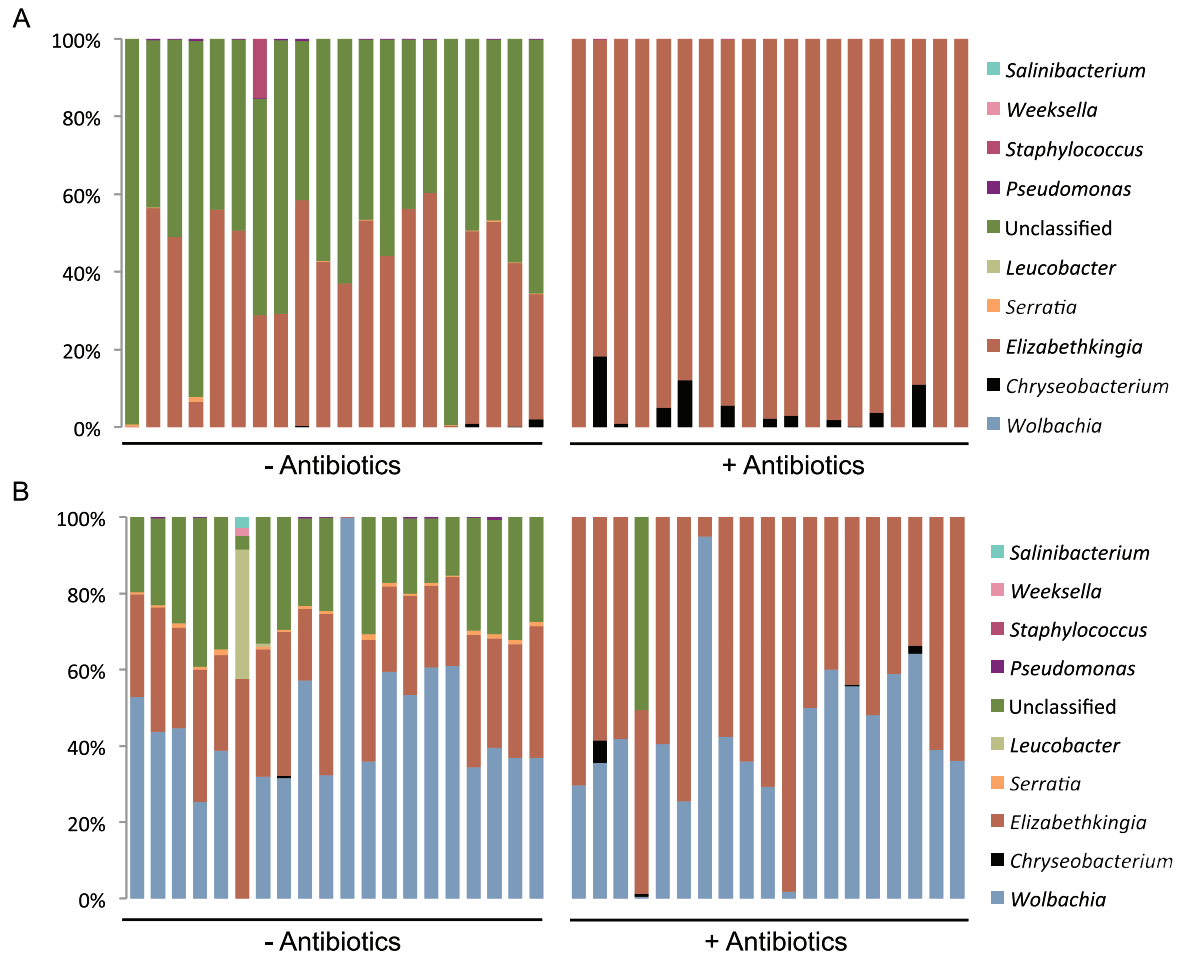 A
100%
80%
60%
40%
20%
0%
- Antibiotics
+ Antibiotics
Salinibacterium
Weeksella
Staphylococcus
Pseudomonas
Unclassified
Leucobacter
Serratia
Elizabethkingia
Chryseobacterium
Wolbachia
B
100%
80%
60%
40%
20%
0%
- Antibiotics
+ Antibiotics
Salinibacterium
Weeksella
Staphylococcus
Pseudomonas
Unclassified
Leucobacter
Serratia
Elizabethkingia
Chryseobacterium
Wolbachia